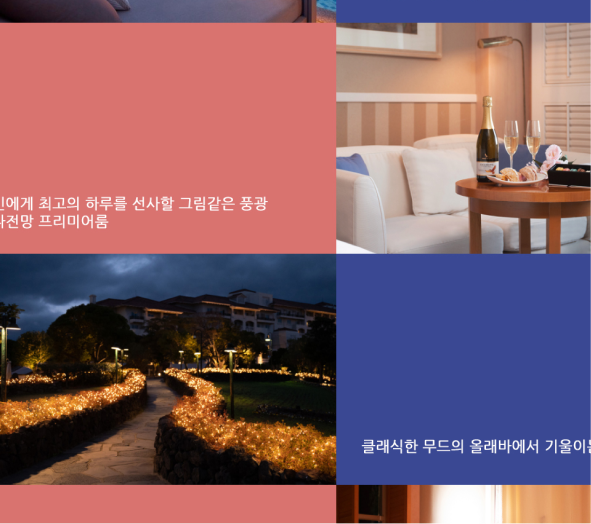 에게 최고의 하루를 선사할 그림같은 풍광
전망 프리미어룸
클래식한 무드의 올래바에서 기울이